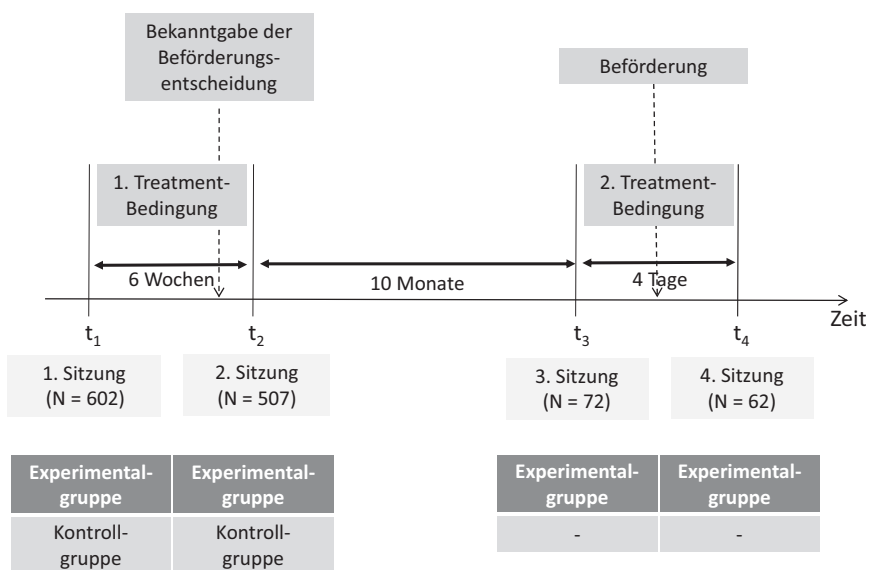 Bekanntgabe der
Beförderungs-
entscheidung
Beförderung
1. Treatment-
Bedingung
2. Treatment-
Bedingung
6 Wochen
10 Monate
4 Tage
Zeit
t1
t2
t3
t4
1. Sitzung
(N = 602)
2. Sitzung
(N = 507)
3. Sitzung
(N = 72)
4. Sitzung
(N = 62)
Experimental-
gruppe
Experimental-
gruppe
Experimental-
gruppe
Experimental-
gruppe
Kontroll-
gruppe
Kontroll-
gruppe
-
-